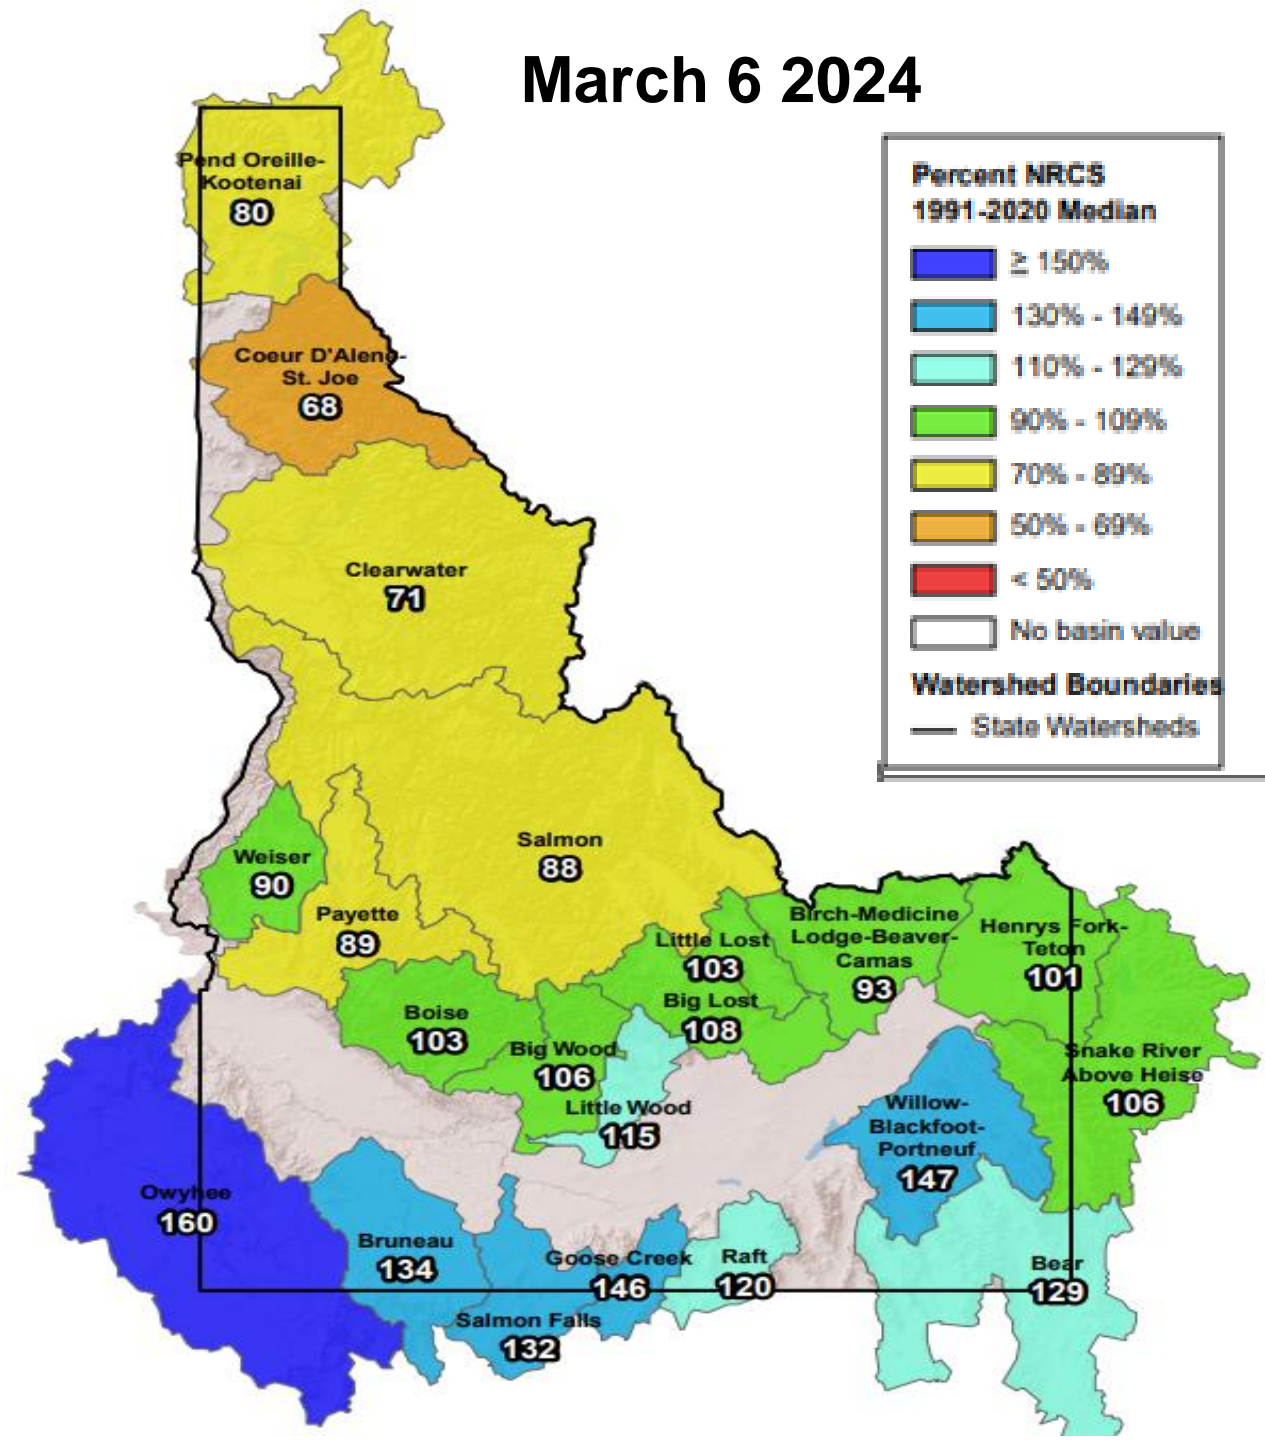 March 6 2024
Percent NRCS
1991-2020 Median
≥ 150%
130% - 149%
110% - 129%
90% - 109%
70% - 89%
50% - 69%
< 50%
No basin value
Watershed Boundaries
State Watersheds
Pend Oreille-
Kootenai
80
Coeur D'Alene-
St. Joe
68
Clearwater
71
Salmon
88
Weiser
90
Payette
89
Little Lost
103
Birch-Medicine
Lodge-Beaver-
Camas
93
Henrys Fork-
Teton
101
Boise
103
Big Lost
108
Big Wood
106
Little Wood
115
Snake River
Above Heise
106
Willow-
Blackfoot-
Portneuf
147
Owyhee
160
Bruneau
134
Goose Creek
146
Raft
120
Bear
129
Salmon Falls
132